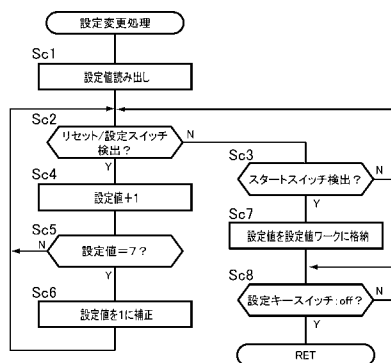 設定変更処理
Sc1
設定値読み出し
Sc2
リセット/設定スイッチ
検出?
N
Y
Sc3
スタートスイッチ検出?
N
Y
Sc4
設定値+1
Sc5
設定値=7?
N
Y
Sc6
設定値を1に補正
Sc7
設定値を設定値ワークに格納
Sc8
設定キースイッチ:off?
N
Y
RET